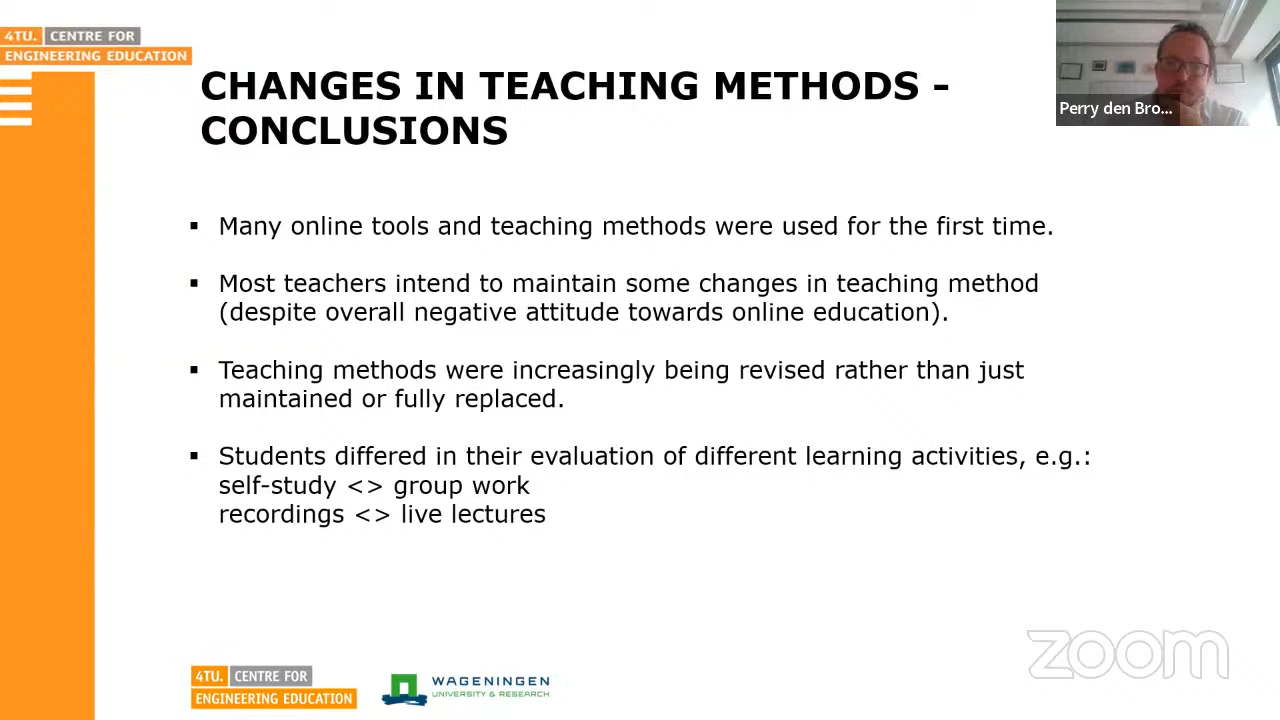 4TU. CENTRE FOR
ENGINEERING EDUCATION
CHANGES IN TEACHING METHODS -
CONCLUSIONS
Perry den Bro...
▪ Many online tools and teaching methods were used for the first time.
▪ Most teachers intend to maintain some changes in teaching method
(despite overall negative attitude towards online education).
▪ Teaching methods were increasingly being revised rather than just
maintained or fully replaced.
▪ Students differed in their evaluation of different learning activities, e.g.:
self-study <> group work
recordings <> live lectures
4TU. CENTRE FOR
ENGINEERING EDUCATION
WAGENINGEN
UNIVERSITY & RESEARCH
zoom